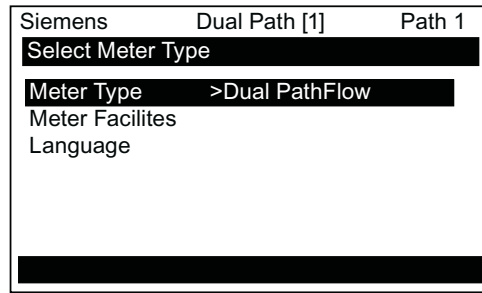 Siemens Dual Path [1] Path 1
Select Meter Type
Meter Type >Dual PathFlow
Meter Facilites
Language